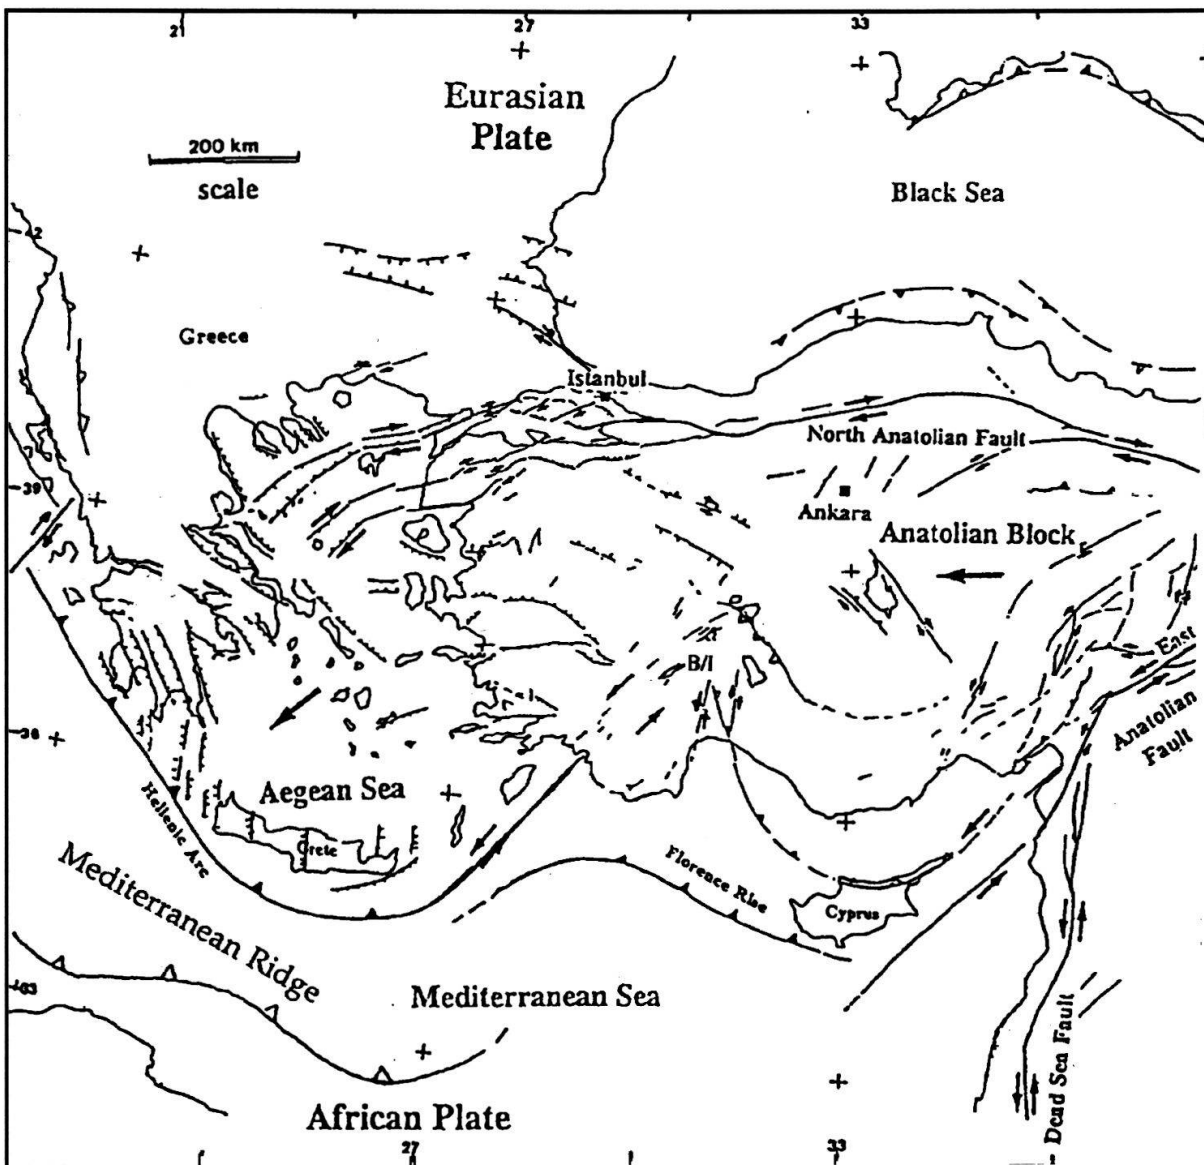 21
27
33
Eurasian
Plate
200 km
scale
Black Sea
42
Greece
Istanbul
North Anatolian Fault
39
Ankara
Anatolian Block
East
Anatolian
Fault
B/I
36
Aegean Sea
Hellenic Arc
Crete
Florence Rise
Cyprus
Mediterranean Ridge
33
Mediterranean Sea
Dead Sea Fault
African Plate
27
33